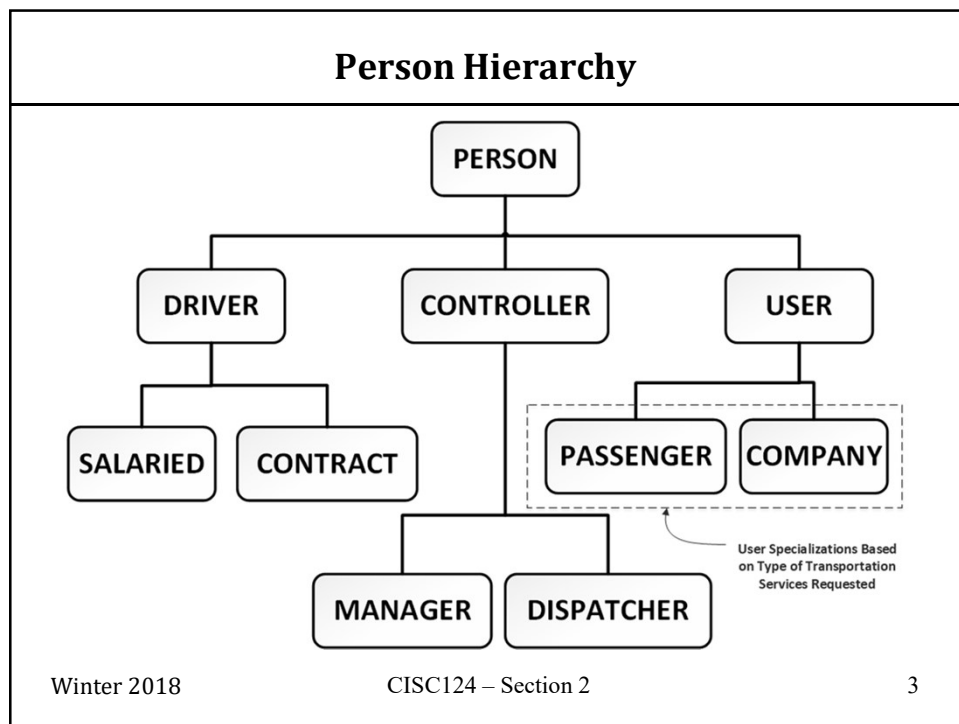 Person Hierarchy
PERSON
DRIVER
CONTROLLER
USER
SALARIED
CONTRACT
PASSENGER
COMPANY
User Specializations Based
on Type of Transportation
Services Requested
MANAGER
DISPATCHER
Winter 2018
CISC124 – Section 2
3